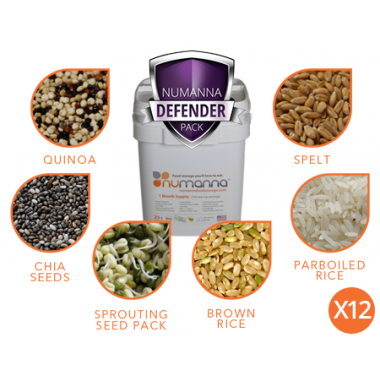 NUMANNA
DEFENDER
PACK
QUINOA
SPELT
numanna
CHIA
SEEDS
PARBOILED
RICE
SPROUTING
SEED PACK
BROWN
RICE
X12